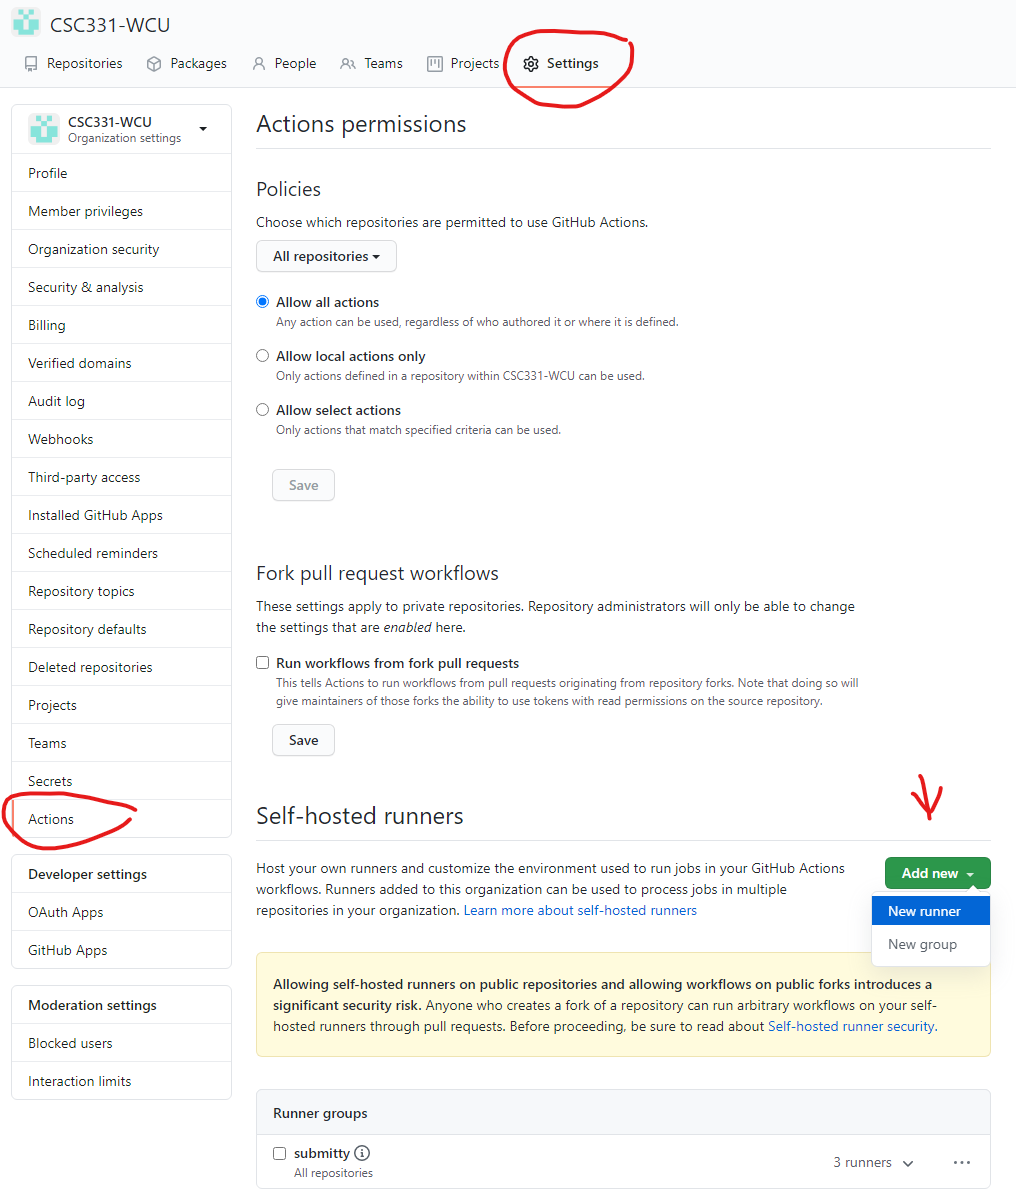 CSC331-WCU
Repositories
Packages
People
Teams
Projects
Settings
CSC331-WCU
Organization settings
Profile
Member privileges
Organization security
Security & analysis
Billing
Verified domains
Audit log
Webhooks
Third-party access
Installed GitHub Apps
Scheduled reminders
Repository topics
Repository defaults
Deleted repositories
Projects
Teams
Secrets
Actions
Developer settings
OAuth Apps
GitHub Apps
Moderation settings
Blocked users
Interaction limits
Actions permissions
Policies
Choose which repositories are permitted to use GitHub Actions.
All repositories
Allow all actions
Any action can be used, regardless of who authored it or where it is defined.
Allow local actions only
Only actions defined in a repository within CSC331-WCU can be used.
Allow select actions
Only actions that match specified criteria can be used.
Save
Fork pull request workflows
These settings apply to private repositories. Repository administrators will only be able to change
the settings that are enabled here.
Run workflows from fork pull requests
This tells Actions to run workflows from pull requests originating from repository forks. Note that doing so will
give maintainers of those forks the ability to use tokens with read permissions on the source repository.
Save
Self-hosted runners
Host your own runners and customize the environment used to run jobs in your GitHub Actions
workflows. Runners added to this organization can be used to process jobs in multiple
repositories in your organization. Learn more about self-hosted runners
Add new
New runner
New group
Allowing self-hosted runners on public repositories and allowing workflows on public forks introduces a
significant security risk. Anyone who creates a fork of a repository can run arbitrary workflows on your self-
hosted runners through pull requests. Before proceeding, be sure to read about Self-hosted runner security.
Runner groups
submitty
All repositories
3 runners